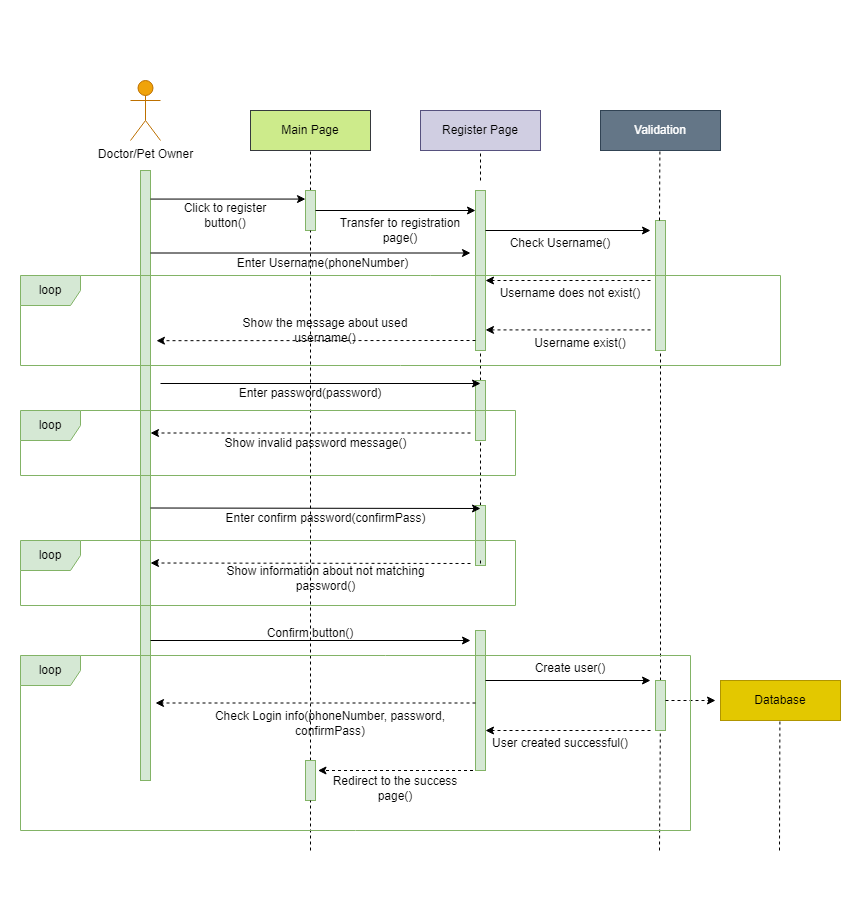 Doctor/Pet Owner
Main Page
Register Page
Validation
Click to register
button()
Transfer to registration
page()
Check Username()
Enter Username(phoneNumber)
loop
Username does not exist()
Show the message about used
username()
Username exist()
Enter password(password)
loop
Show invalid password message()
Enter confirm password(confirmPass)
loop
Show information about not matching
password()
Confirm button()
loop
Create user()
Database
Check Login info(phoneNumber, password,
confirmPass)
User created successful()
Redirect to the success
page()